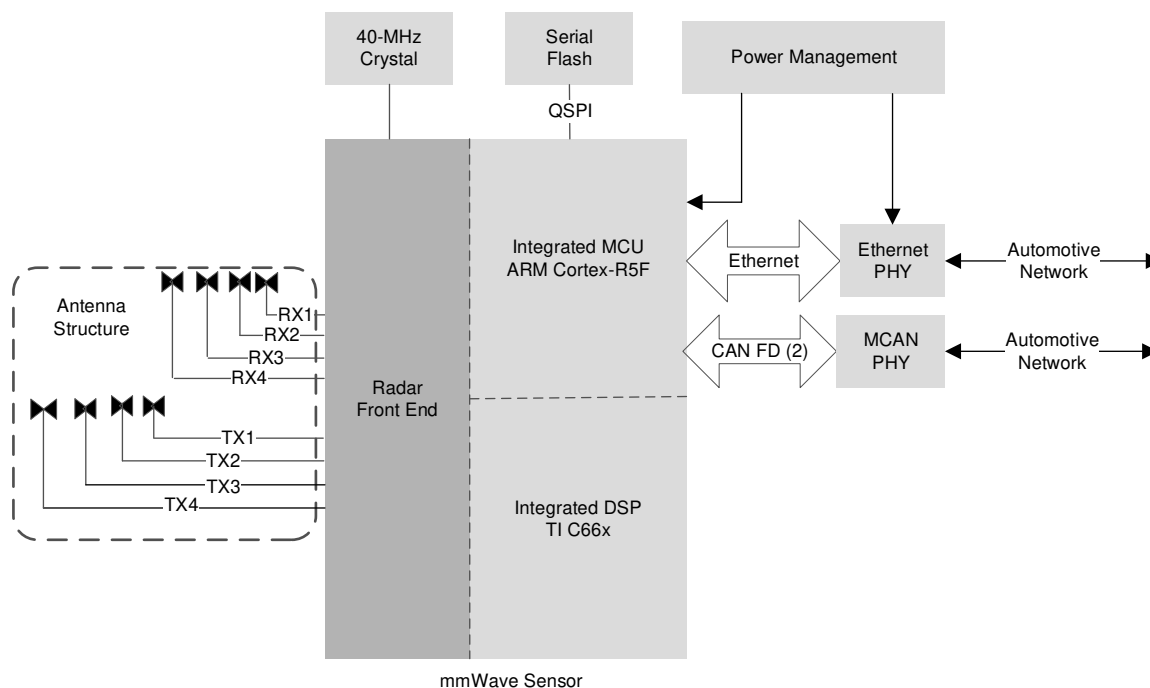 40-MHz
Crystal
Serial
Flash
Power Management
QSPI
Integrated MCU
ARM Cortex-R5F
Ethernet
Ethernet
PHY
Automotive
Network
Antenna
Structure
RX1
RX2
RX3
RX4
CAN FD (2)
MCAN
PHY
Automotive
Network
Radar
Front End
TX1
TX2
TX3
TX4
Integrated DSP
TI C66x
mmWave Sensor